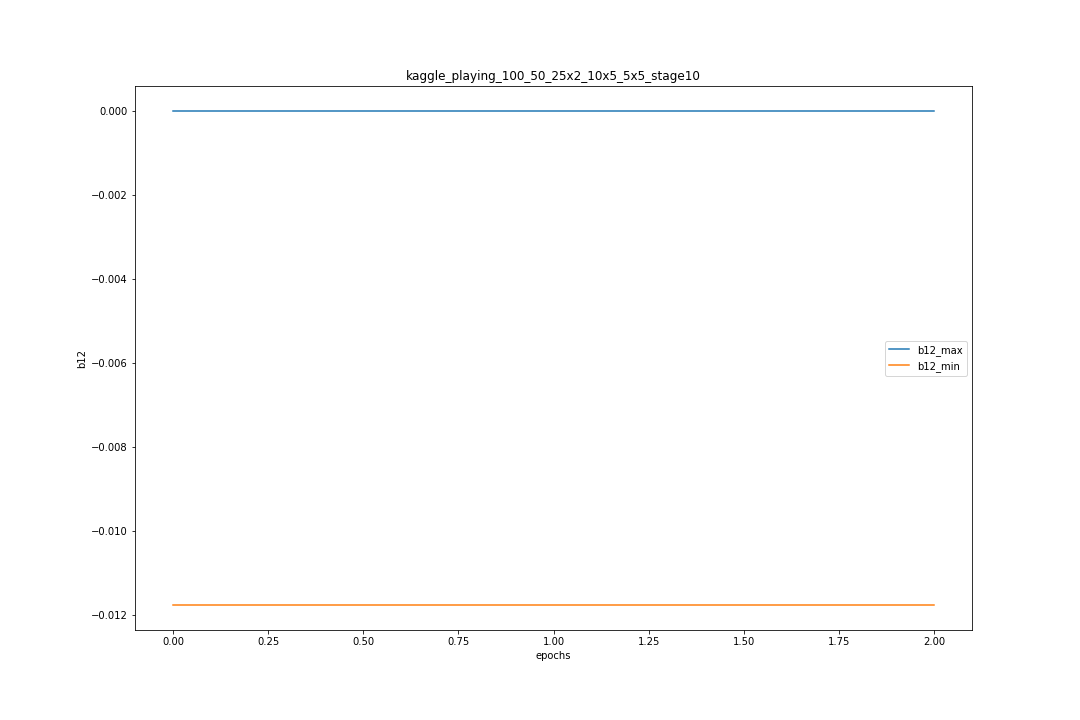 kaggle_playing_100_50_25x2_10x5_5x5_stage10
0.000
−0.002
−0.004
−0.006
−0.008
−0.010
−0.012
b12
b12_max
b12_min
0.00 0.25 0.50 0.75 1.00 1.25 1.50 1.75 2.00
epochs